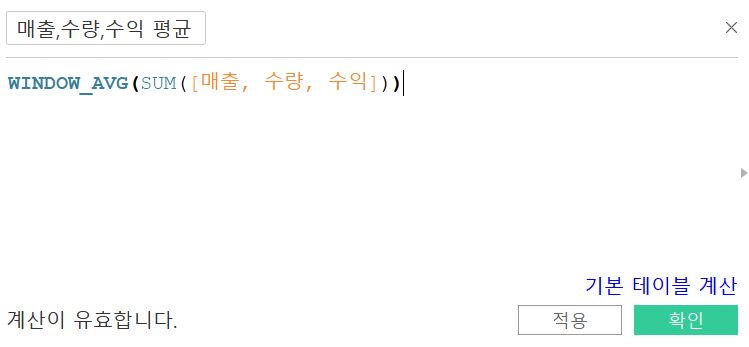 매출,수량,수익 평균
WINDOW_AVG(SUM([매출, 수량, 수익]))
기본 테이블 계산
계산이 유효합니다.
적용
확인